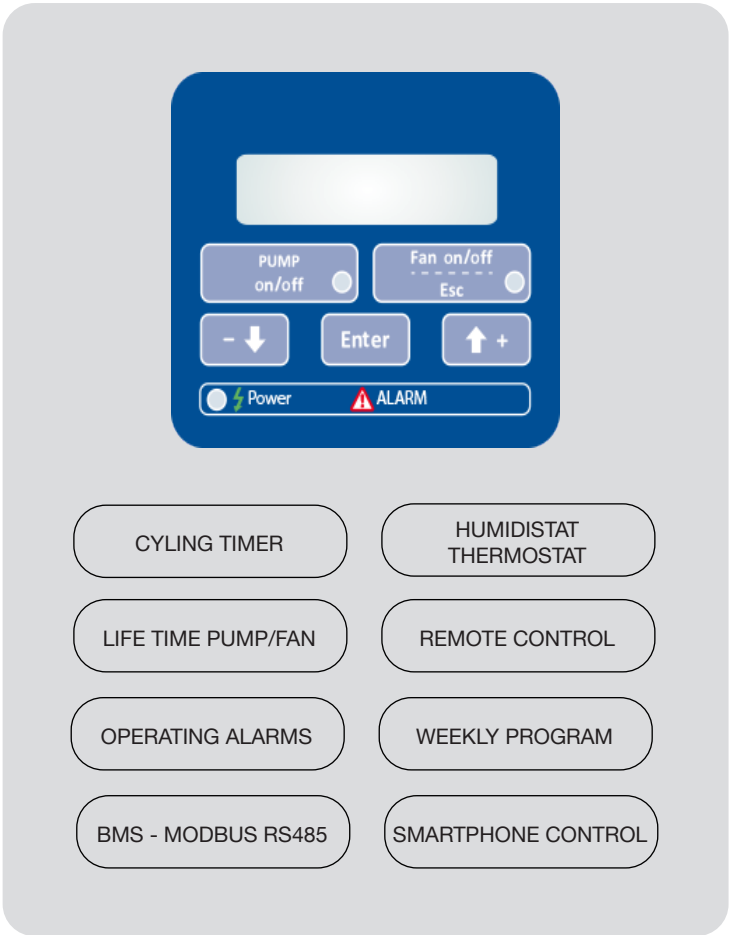 PUMP
on/off
Fan on/off
Esc
-
Enter
+
Power
ALARM
CYLING TIMER
HUMIDISTAT
THERMOSTAT
LIFE TIME PUMP/FAN
REMOTE CONTROL
OPERATING ALARMS
WEEKLY PROGRAM
BMS - MODBUS RS485
SMARTPHONE CONTROL